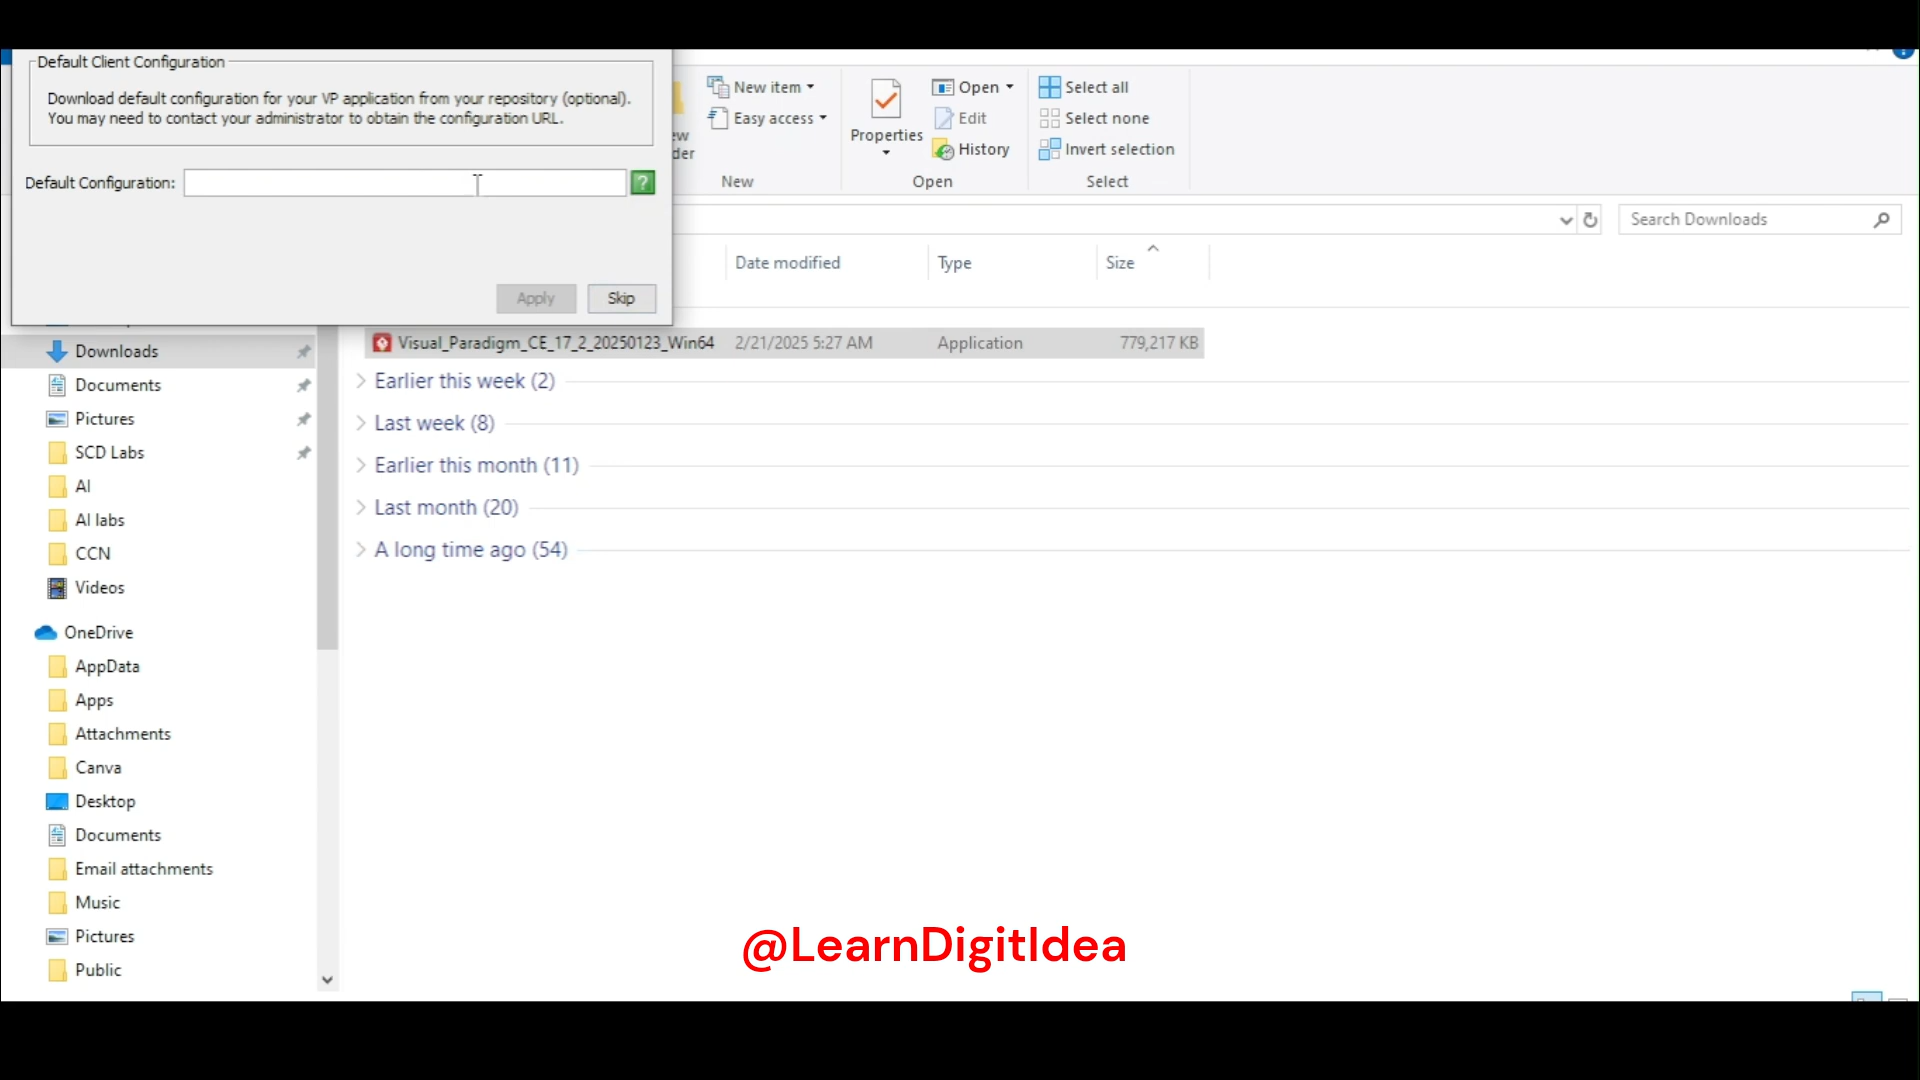 Default Client Configuration
Download default configuration for your VP application from your repository (optional).
You may need to contact your administrator to obtain the configuration URL.
Default Configuration:
?
Apply
Skip
New item
Easy access
New
Properties
Open
Edit
History
Open
Select all
Select none
Invert selection
Select
Search Downloads
Date modified
Type
Size
Visual_Paradigm_CE_17_2_20250123_Win64
2/21/2025 5:27 AM
Application
779,217 KB
Earlier this week (2)
Last week (8)
Earlier this month (11)
Last month (20)
A long time ago (54)
Downloads
Documents
Pictures
SCD Labs
AI
AI labs
CCN
Videos
OneDrive
AppData
Apps
Attachments
Canva
Desktop
Documents
Email attachments
Music
Pictures
Public
@LearnDigitIdea